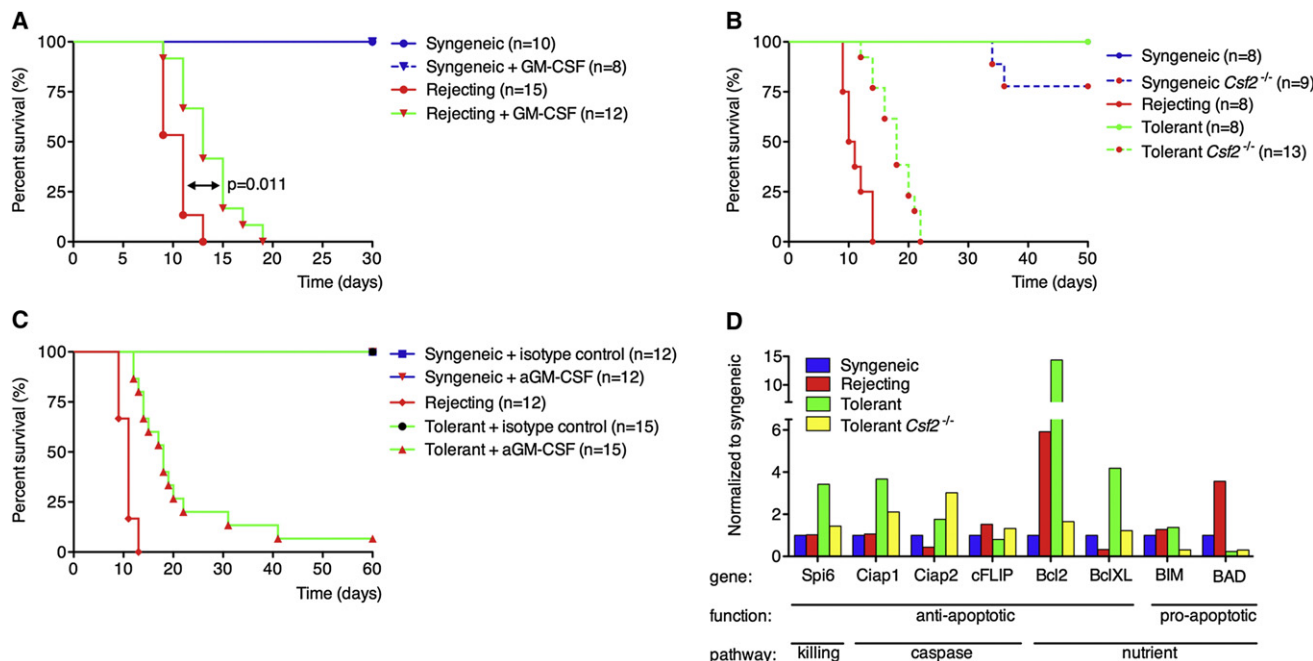 A
Percent survival (%)
100
75
50
25
0
p=0.011
0 5 10 15 20 25 30
Time (days)
Syngeneic (n=10)
Syngeneic + GM-CSF (n=8)
Rejecting (n=15)
Rejecting + GM-CSF (n=12)
B
Percent survival (%)
100
75
50
25
0
0 10 20 30 40 50
Time (days)
Syngeneic (n=8)
Syngeneic Csf2-/- (n=9)
Rejecting (n=8)
Tolerant (n=8)
Tolerant Csf2-/- (n=13)
C
Percent survival (%)
100
75
50
25
0
0 10 20 30 40 50 60
Time (days)
Syngeneic + isotype control (n=12)
Syngeneic + aGM-CSF (n=12)
Rejecting (n=12)
Tolerant + isotype control (n=15)
Tolerant + aGM-CSF (n=15)
D
Normalized to syngeneic
15
10
6
4
2
0
Syngeneic
Rejecting
Tolerant
Tolerant Csf2-/-
gene: Spi6 Ciap1 Ciap2 cFLIP Bcl2 BclXL BIM BAD
function: anti-apoptotic pro-apoptotic
pathway: killing caspase nutrient